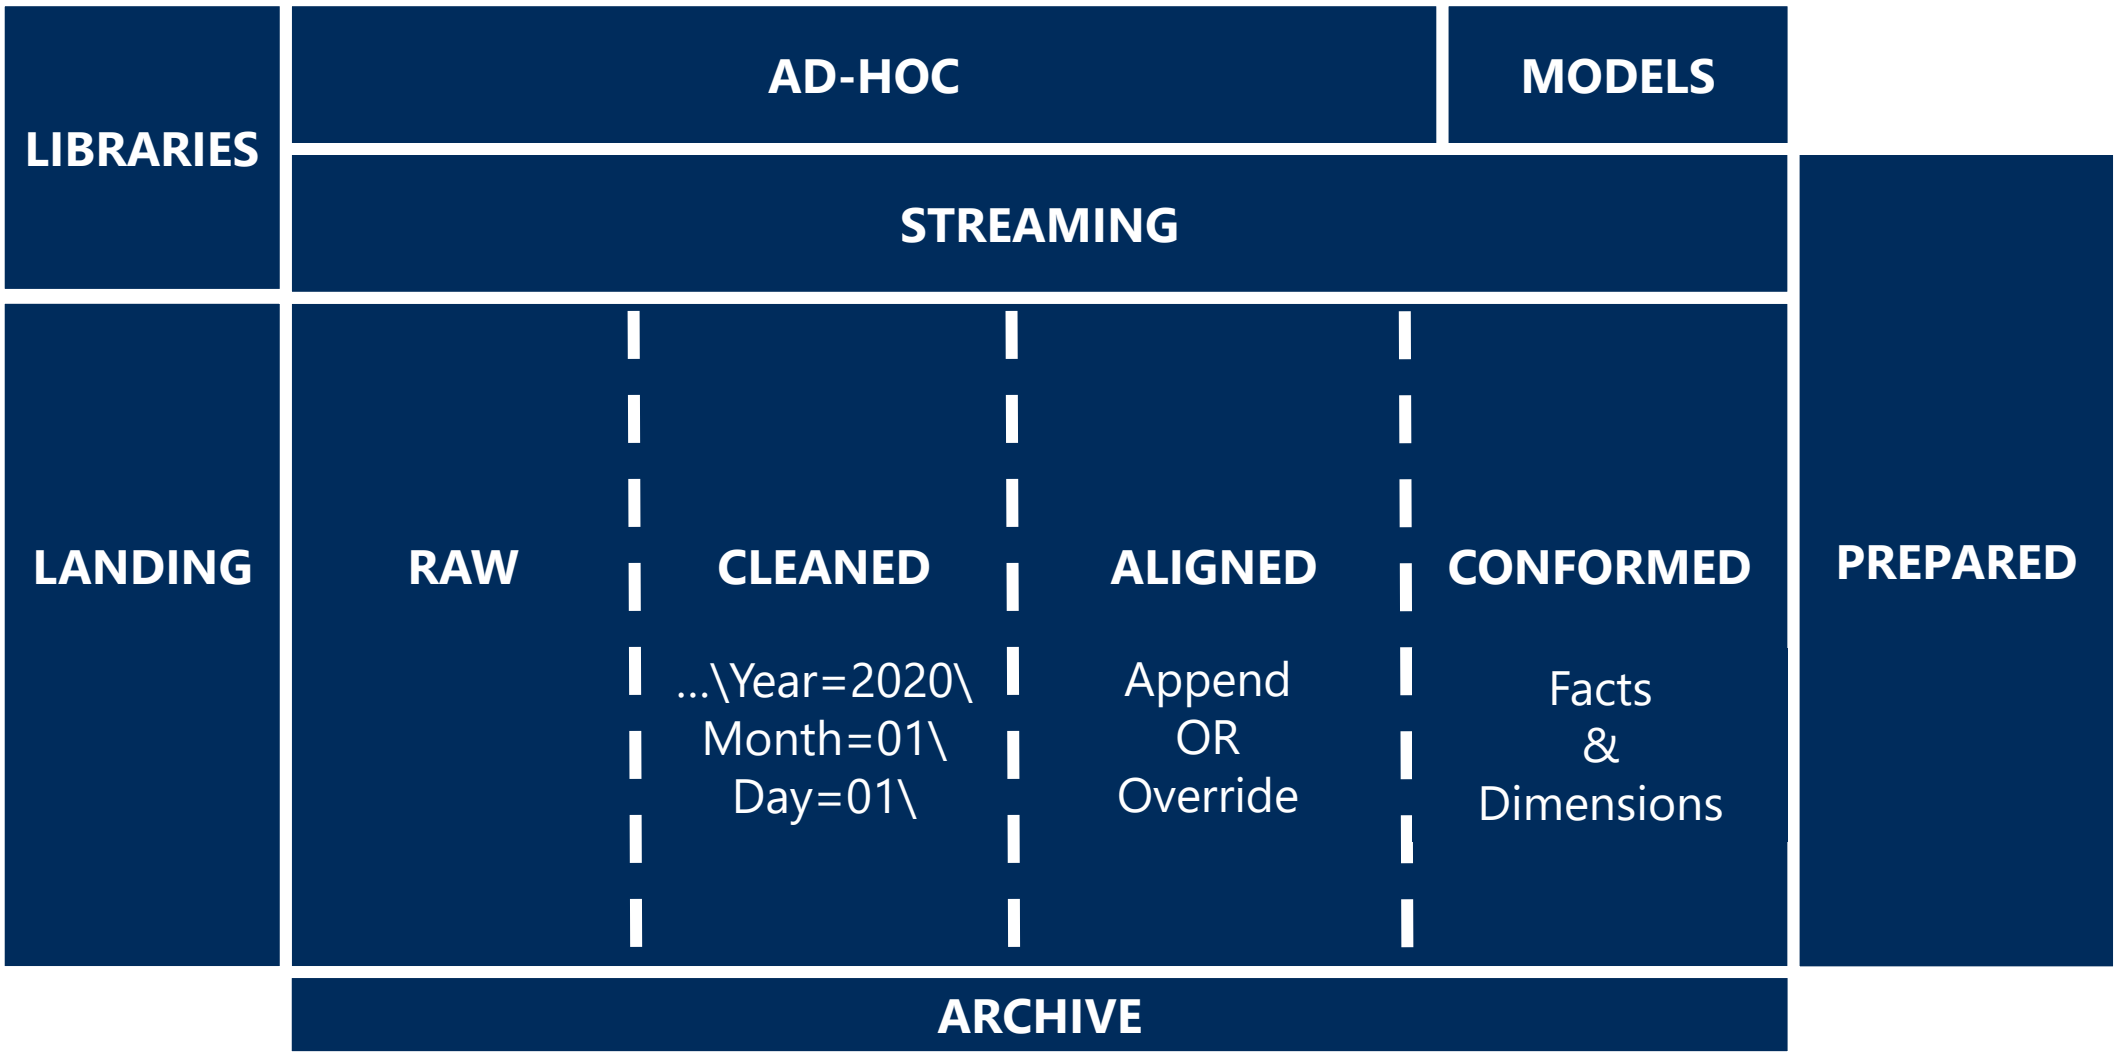 LIBRARIES
AD-HOC
MODELS
STREAMING
LANDING
RAW
CLEANED
...\Year=2020\
Month=01\
Day=01\
ALIGNED
Append
OR
Override
CONFORMED
Facts
&
Dimensions
PREPARED
ARCHIVE